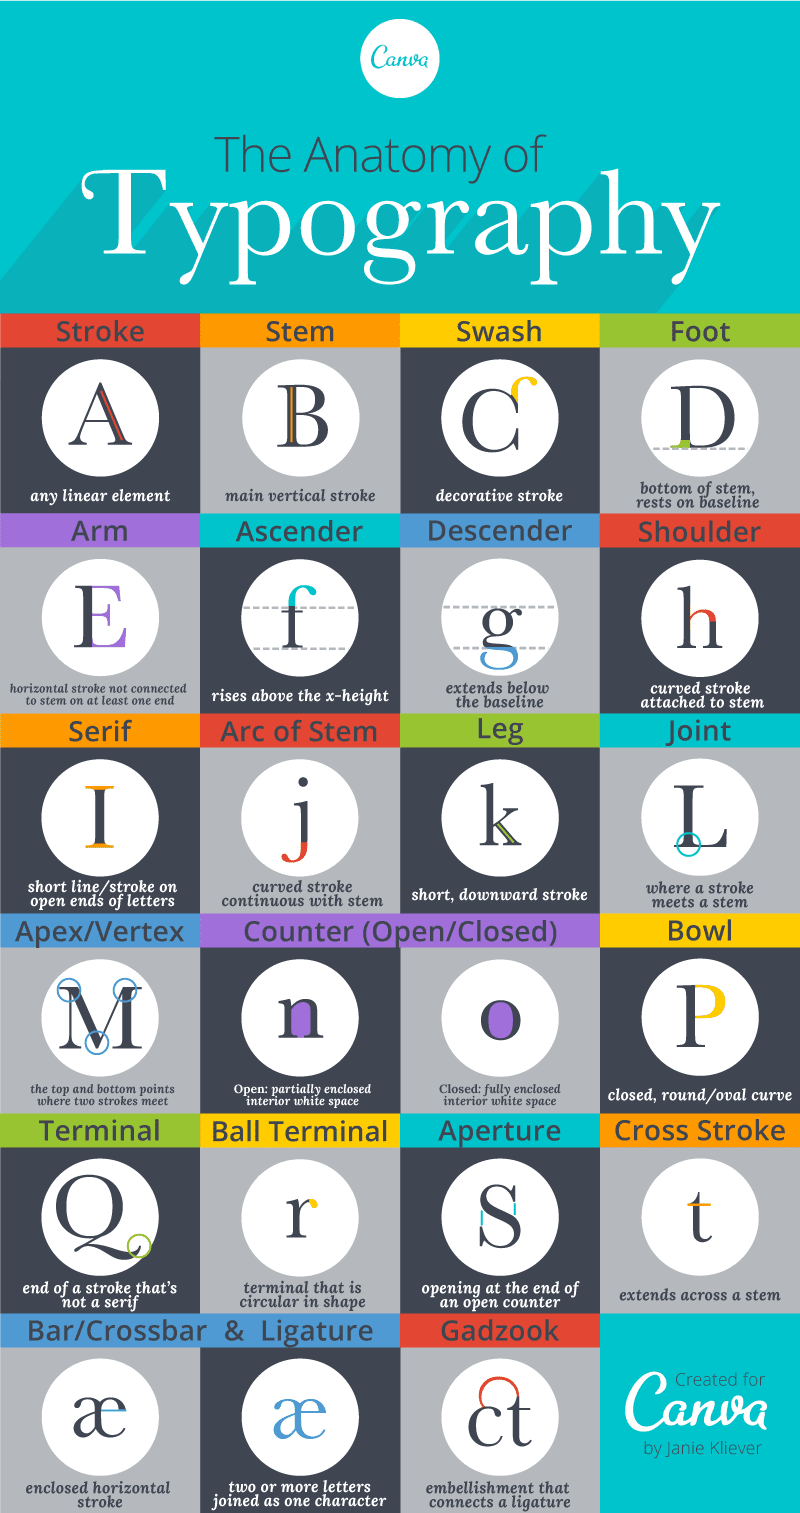 Canva
The Anatomy of
Typography
Stroke
A
any linear element
Stem
B
main vertical stroke
Swash
C
decorative stroke
Foot
D
bottom of stem,
rests on baseline
Arm
E
horizontal stroke not connected
to stem on at least one end
Ascender
f
rises above the x-height
Descender
g
extends below
the baseline
Shoulder
h
curved stroke
attached to stem
Serif
I
short line/stroke on
open ends of letters
Arc of Stem
j
curved stroke
continuous with stem
Leg
k
short, downward stroke
Joint
L
where a stroke
meets a stem
Apex/Vertex
M
the top and bottom points
where two strokes meet
Counter (Open/Closed)
n
Open: partially enclosed
interior white space
o
Closed: fully enclosed
interior white space
Bowl
P
closed, round/oval curve
Terminal
Q
end of a stroke that's
not a serif
Ball Terminal
r
terminal that is
circular in shape
Aperture
S
opening at the end of
an open counter
Cross Stroke
t
extends across a stem
Bar/Crossbar & Ligature
æ
enclosed horizontal
stroke
æ
two or more letters
joined as one character
Gadzook
ct
embellishment that
connects a ligature
Created for
Canva
by Janie Kliever